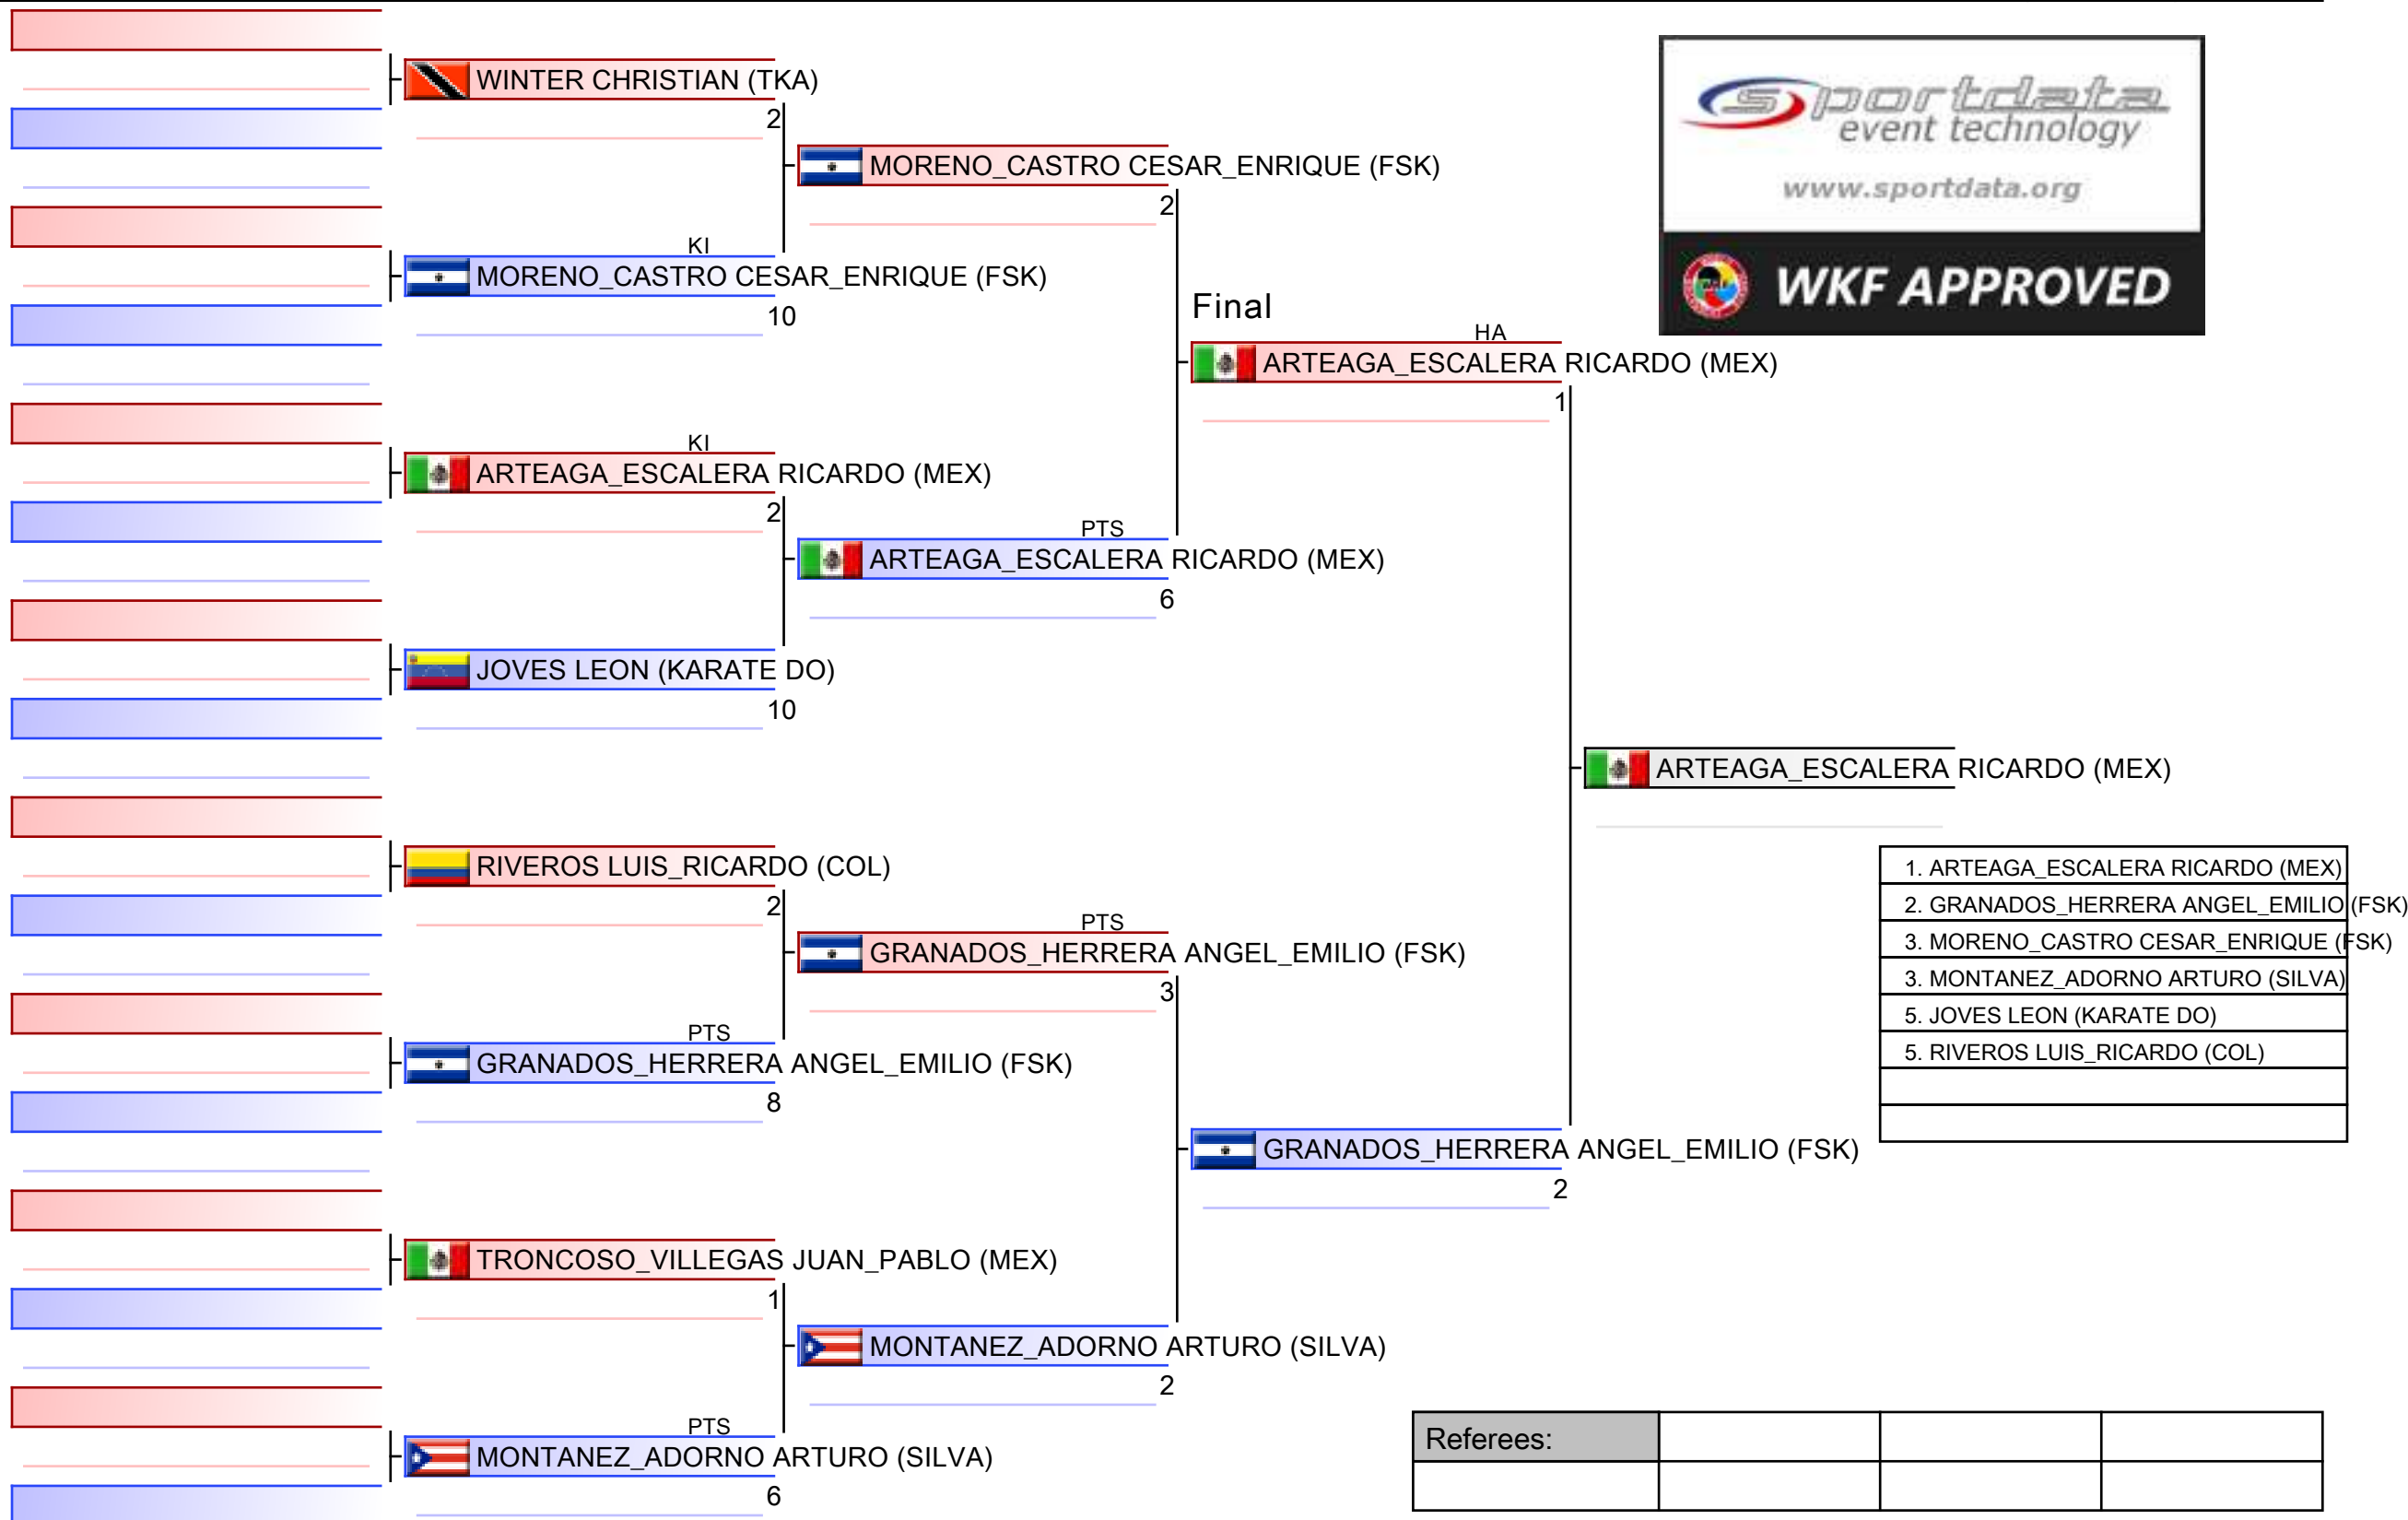 WINTER CHRISTIAN (TKA)
2
MORENO_CASTRO CESAR_ENRIQUE (FSK)
2
KI
MORENO_CASTRO CESAR_ENRIQUE (FSK)
10
Final
HA
ARTEAGA_ESCALERA RICARDO (MEX)
1
KI
ARTEAGA_ESCALERA RICARDO (MEX)
2
PTS
ARTEAGA_ESCALERA RICARDO (MEX)
6
JOVES LEON (KARATE DO)
10
ARTEAGA_ESCALERA RICARDO (MEX)
RIVEROS LUIS_RICARDO (COL)
2
PTS
GRANADOS_HERRERA ANGEL_EMILIO (FSK)
3
PTS
GRANADOS_HERRERA ANGEL_EMILIO (FSK)
8
GRANADOS_HERRERA ANGEL_EMILIO (FSK)
2
TRONCOSO_VILLEGAS JUAN_PABLO (MEX)
1
MONTANEZ_ADORNO ARTURO (SILVA)
2
PTS
MONTANEZ_ADORNO ARTURO (SILVA)
6
sportdata
event technology
www.sportdata.org
WKF APPROVED
1. ARTEAGA_ESCALERA RICARDO (MEX)
2. GRANADOS_HERRERA ANGEL_EMILIO (FSK)
3. MORENO_CASTRO CESAR_ENRIQUE (FSK)
3. MONTANEZ_ADORNO ARTURO (SILVA)
5. JOVES LEON (KARATE DO)
5. RIVEROS LUIS_RICARDO (COL)
Referees: